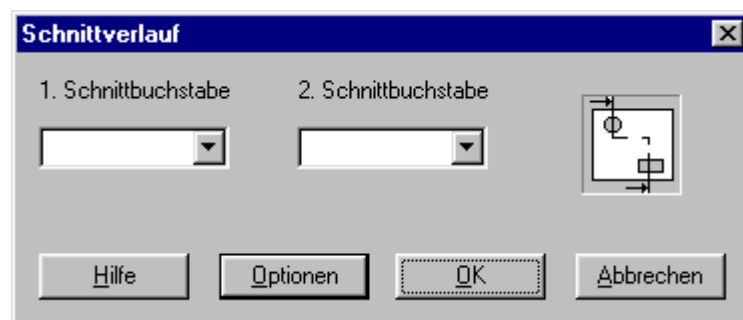 Schnittverlauf
1. Schnittbuchstabe 2. Schnittbuchstabe
Hilfe Optionen OK Abbrechen